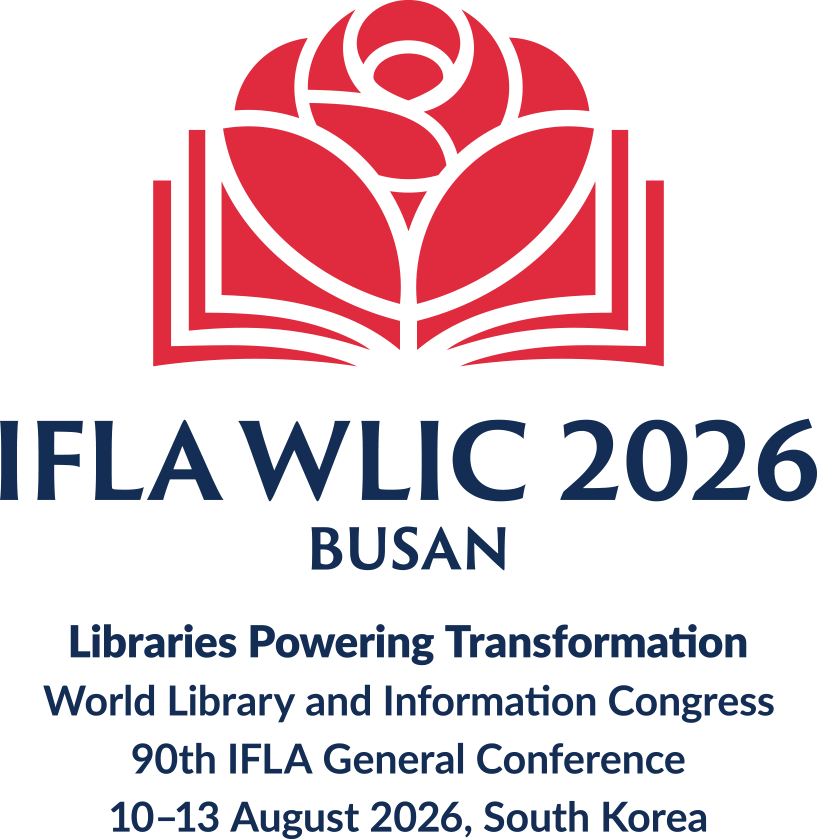 IFLA WLIC 2026
BUSAN
Libraries Powering Transformation
World Library and Information Congress
90th IFLA General Conference
10–13 August 2026, South Korea